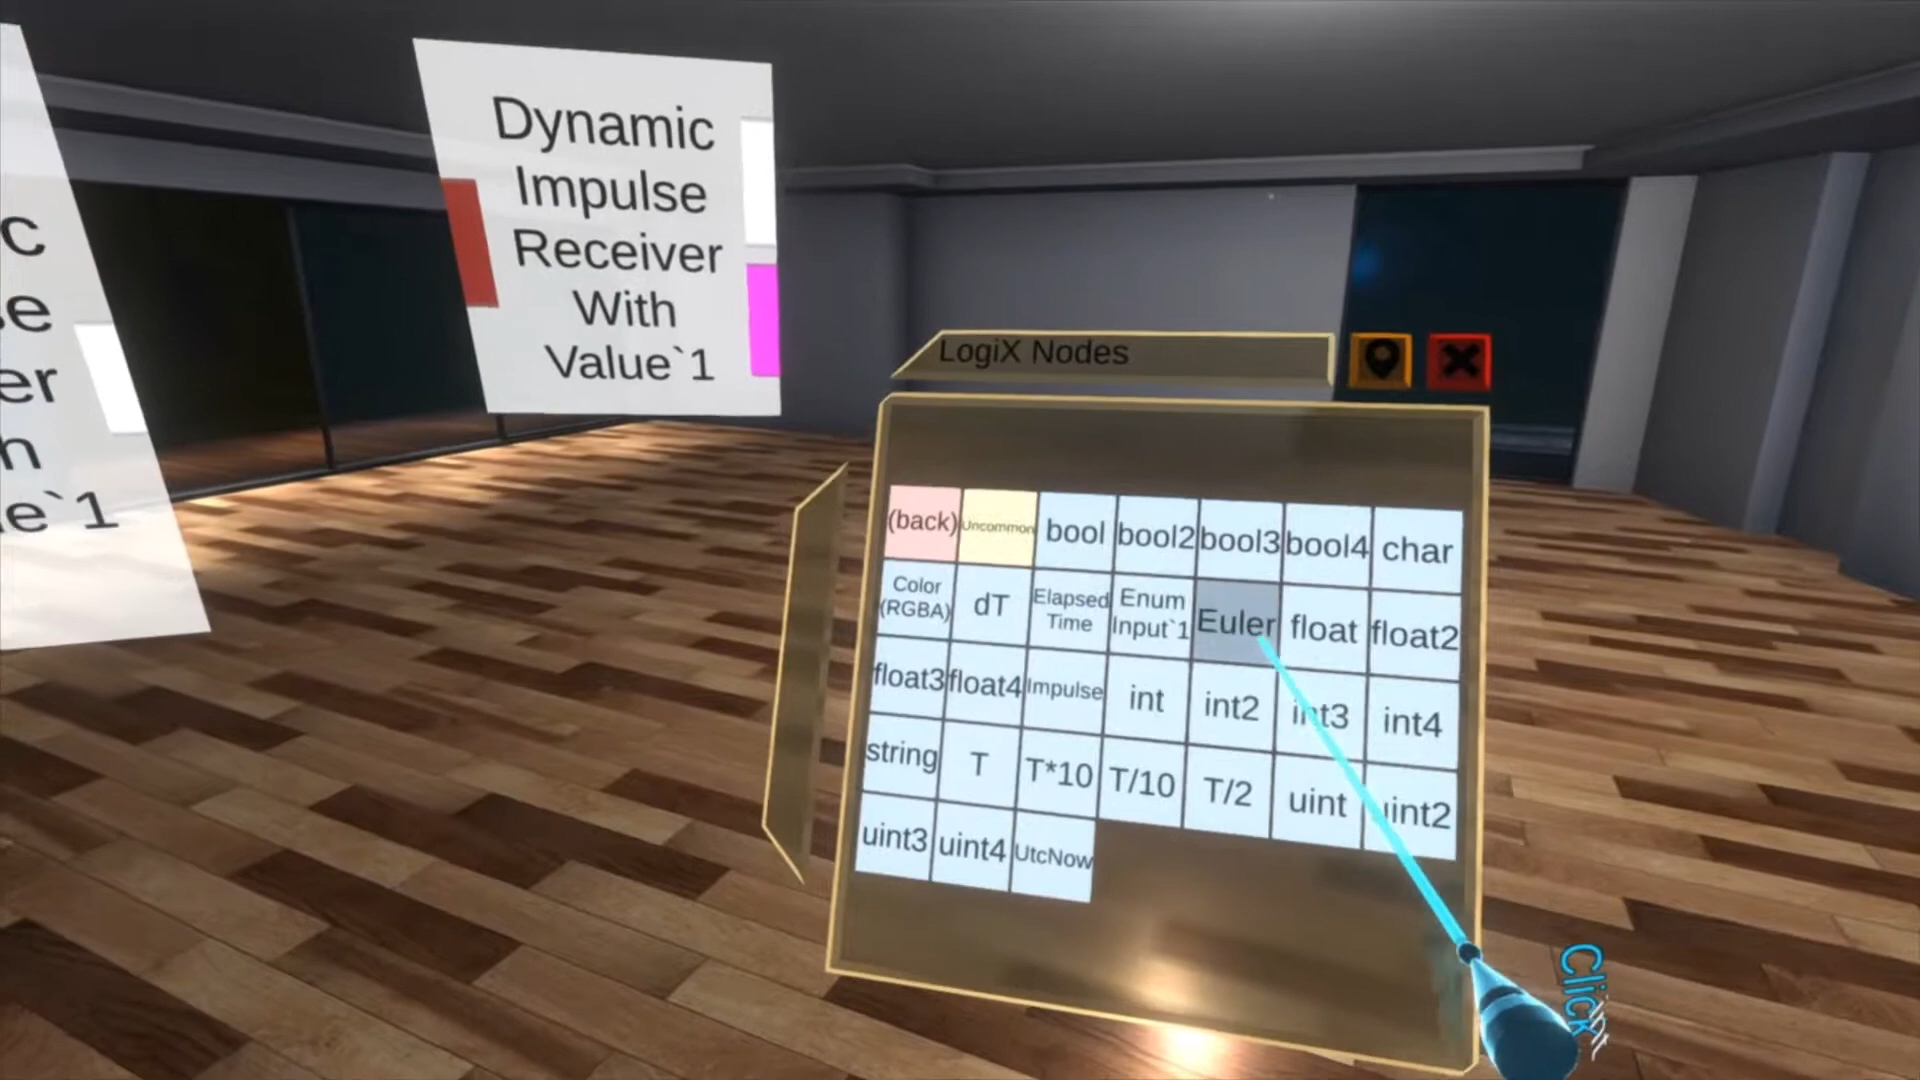 Dynamic
Impulse
Receiver
With
Value`1
e`1
LogiX Nodes
(back) Uncommon bool bool2 bool3 bool4 char
Color (RGBA) dT Elapsed Time Enum Input`1 Euler float float2
float3 float4 Impulse int int2 int3 int4
string T T*10 T/10 T/2 uint uint2
uint3 uint4 UtcNow
Click